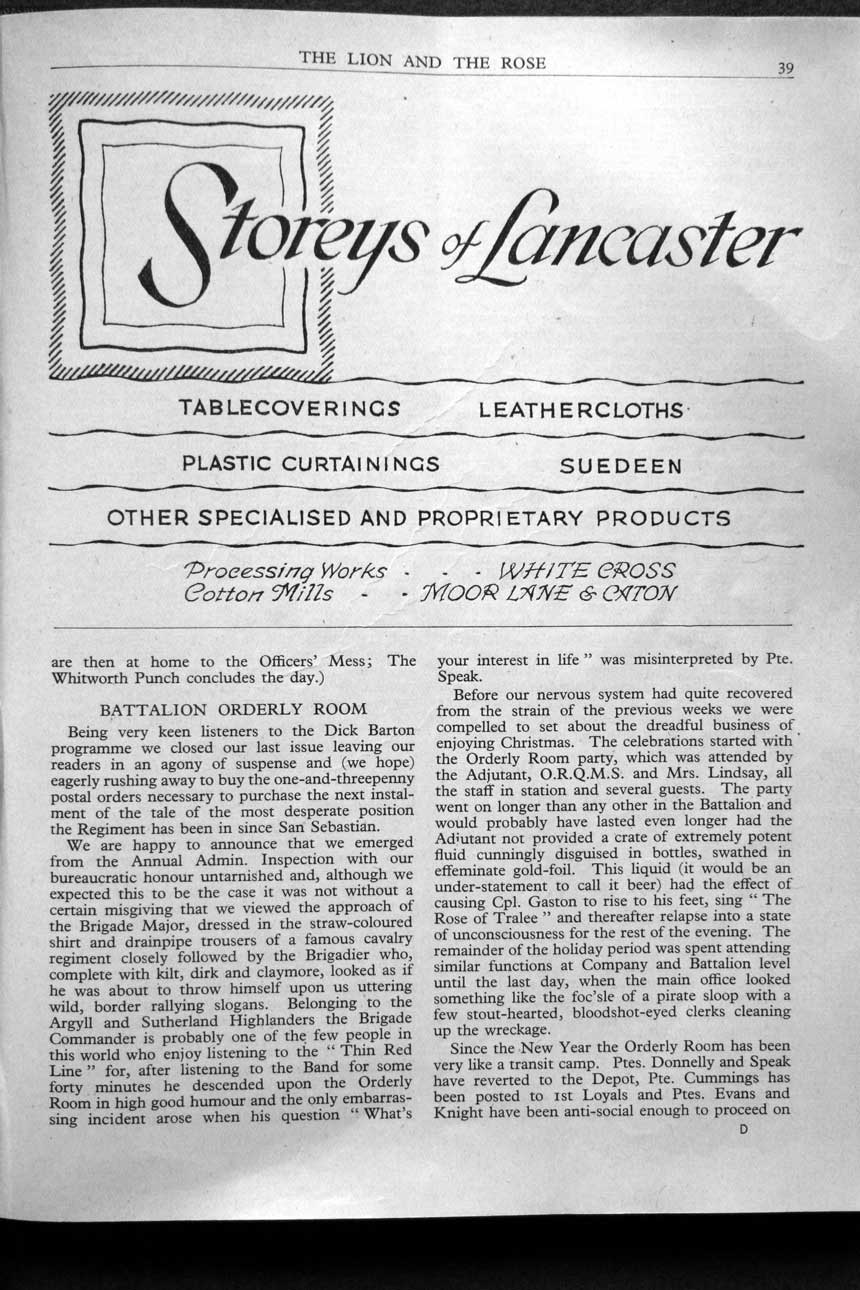 THE LION AND THE ROSE
39
Storeys of Lancaster
TABLECOVERINGS LEATHERCLOTHS
PLASTIC CURTAININGS SUEDEEN
OTHER SPECIALISED AND PROPRIETARY PRODUCTS
Processing Works - - - WHITE CROSS
Cotton Mills - - MOOR LANE & CATON
are then at home to the Officers' Mess; The
Whitworth Punch concludes the day.)
BATTALION ORDERLY ROOM
Being very keen listeners to the Dick Barton
programme we closed our last issue leaving our
readers in an agony of suspense and (we hope)
eagerly rushing away to buy the one-and-threepenny
postal orders necessary to purchase the next instal-
ment of the tale of the most desperate position
the Regiment has been in since San Sebastian.
We are happy to announce that we emerged
from the Annual Admin. Inspection with our
bureaucratic honour untarnished and, although we
expected this to be the case it was not without a
certain misgiving that we viewed the approach of
the Brigade Major, dressed in the straw-coloured
shirt and drainpipe trousers of a famous cavalry
regiment closely followed by the Brigadier who,
complete with kilt, dirk and claymore, looked as if
he was about to throw himself upon us uttering
wild, border rallying slogans. Belonging to the
Argyll and Sutherland Highlanders the Brigade
Commander is probably one of the few people in
this world who enjoy listening to the " Thin Red
Line " for, after listening to the Band for some
forty minutes he descended upon the Orderly
Room in high good humour and the only embarras-
sing incident arose when his question " What's
your interest in life " was misinterpreted by Pte.
Speak.
Before our nervous system had quite recovered
from the strain of the previous weeks we were
compelled to set about the dreadful business of
enjoying Christmas. The celebrations started with
the Orderly Room party, which was attended by
the Adjutant, O.R.Q.M.S. and Mrs. Lindsay, all
the staff in station and several guests. The party
went on longer than any other in the Battalion and
would probably have lasted even longer had the
Adjutant not provided a crate of extremely potent
fluid cunningly disguised in bottles, swathed in
effeminate gold-foil. This liquid (it would be an
under-statement to call it beer) had the effect of
causing Cpl. Gaston to rise to his feet, sing " The
Rose of Tralee " and thereafter relapse into a state
of unconsciousness for the rest of the evening. The
remainder of the holiday period was spent attending
similar functions at Company and Battalion level
until the last day, when the main office looked
something like the foc'sle of a pirate sloop with a
few stout-hearted, bloodshot-eyed clerks cleaning
up the wreckage.
Since the New Year the Orderly Room has been
very like a transit camp. Ptes. Donnelly and Speak
have reverted to the Depot, Pte. Cummings has
been posted to 1st Loyals and Ptes. Evans and
Knight have been anti-social enough to proceed on
D